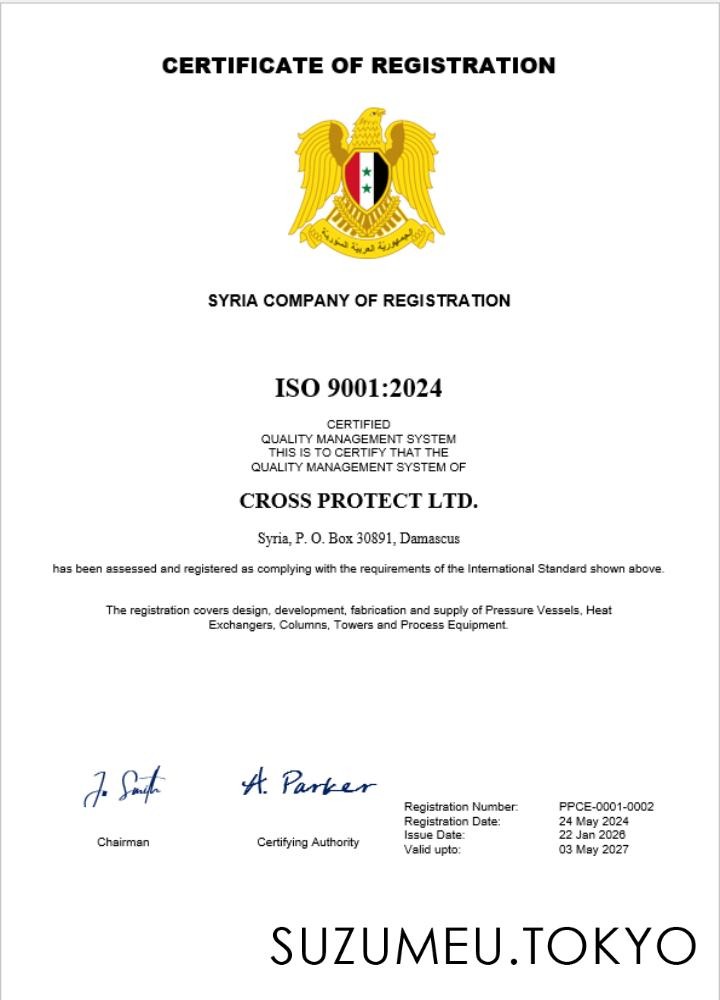 CERTIFICATE OF REGISTRATION
الجمهورية العربية السورية
SYRIA COMPANY OF REGISTRATION
ISO 9001:2024
CERTIFIED
QUALITY MANAGEMENT SYSTEM
THIS IS TO CERTIFY THAT THE
QUALITY MANAGEMENT SYSTEM OF
CROSS PROTECT LTD.
Syria, P. O. Box 30891, Damascus
has been assessed and registered as complying with the requirements of the International Standard shown above.
The registration covers design, development, fabrication and supply of Pressure Vessels, Heat
Exchangers, Columns, Towers and Process Equipment.
J. Smith
A. Parker
Chairman
Certifying Authority
Registration Number: PPCE-0001-0002
Registration Date: 24 May 2024
Issue Date: 22 Jan 2026
Valid upto: 03 May 2027
SUZUMEU.TOKYO